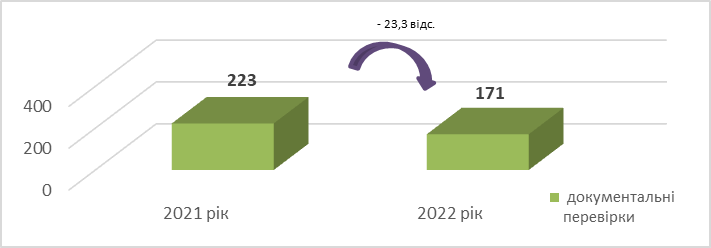 - 23,3 відс.
223
171
400
200
0
2021 рік
2022 рік
документальні
перевірки